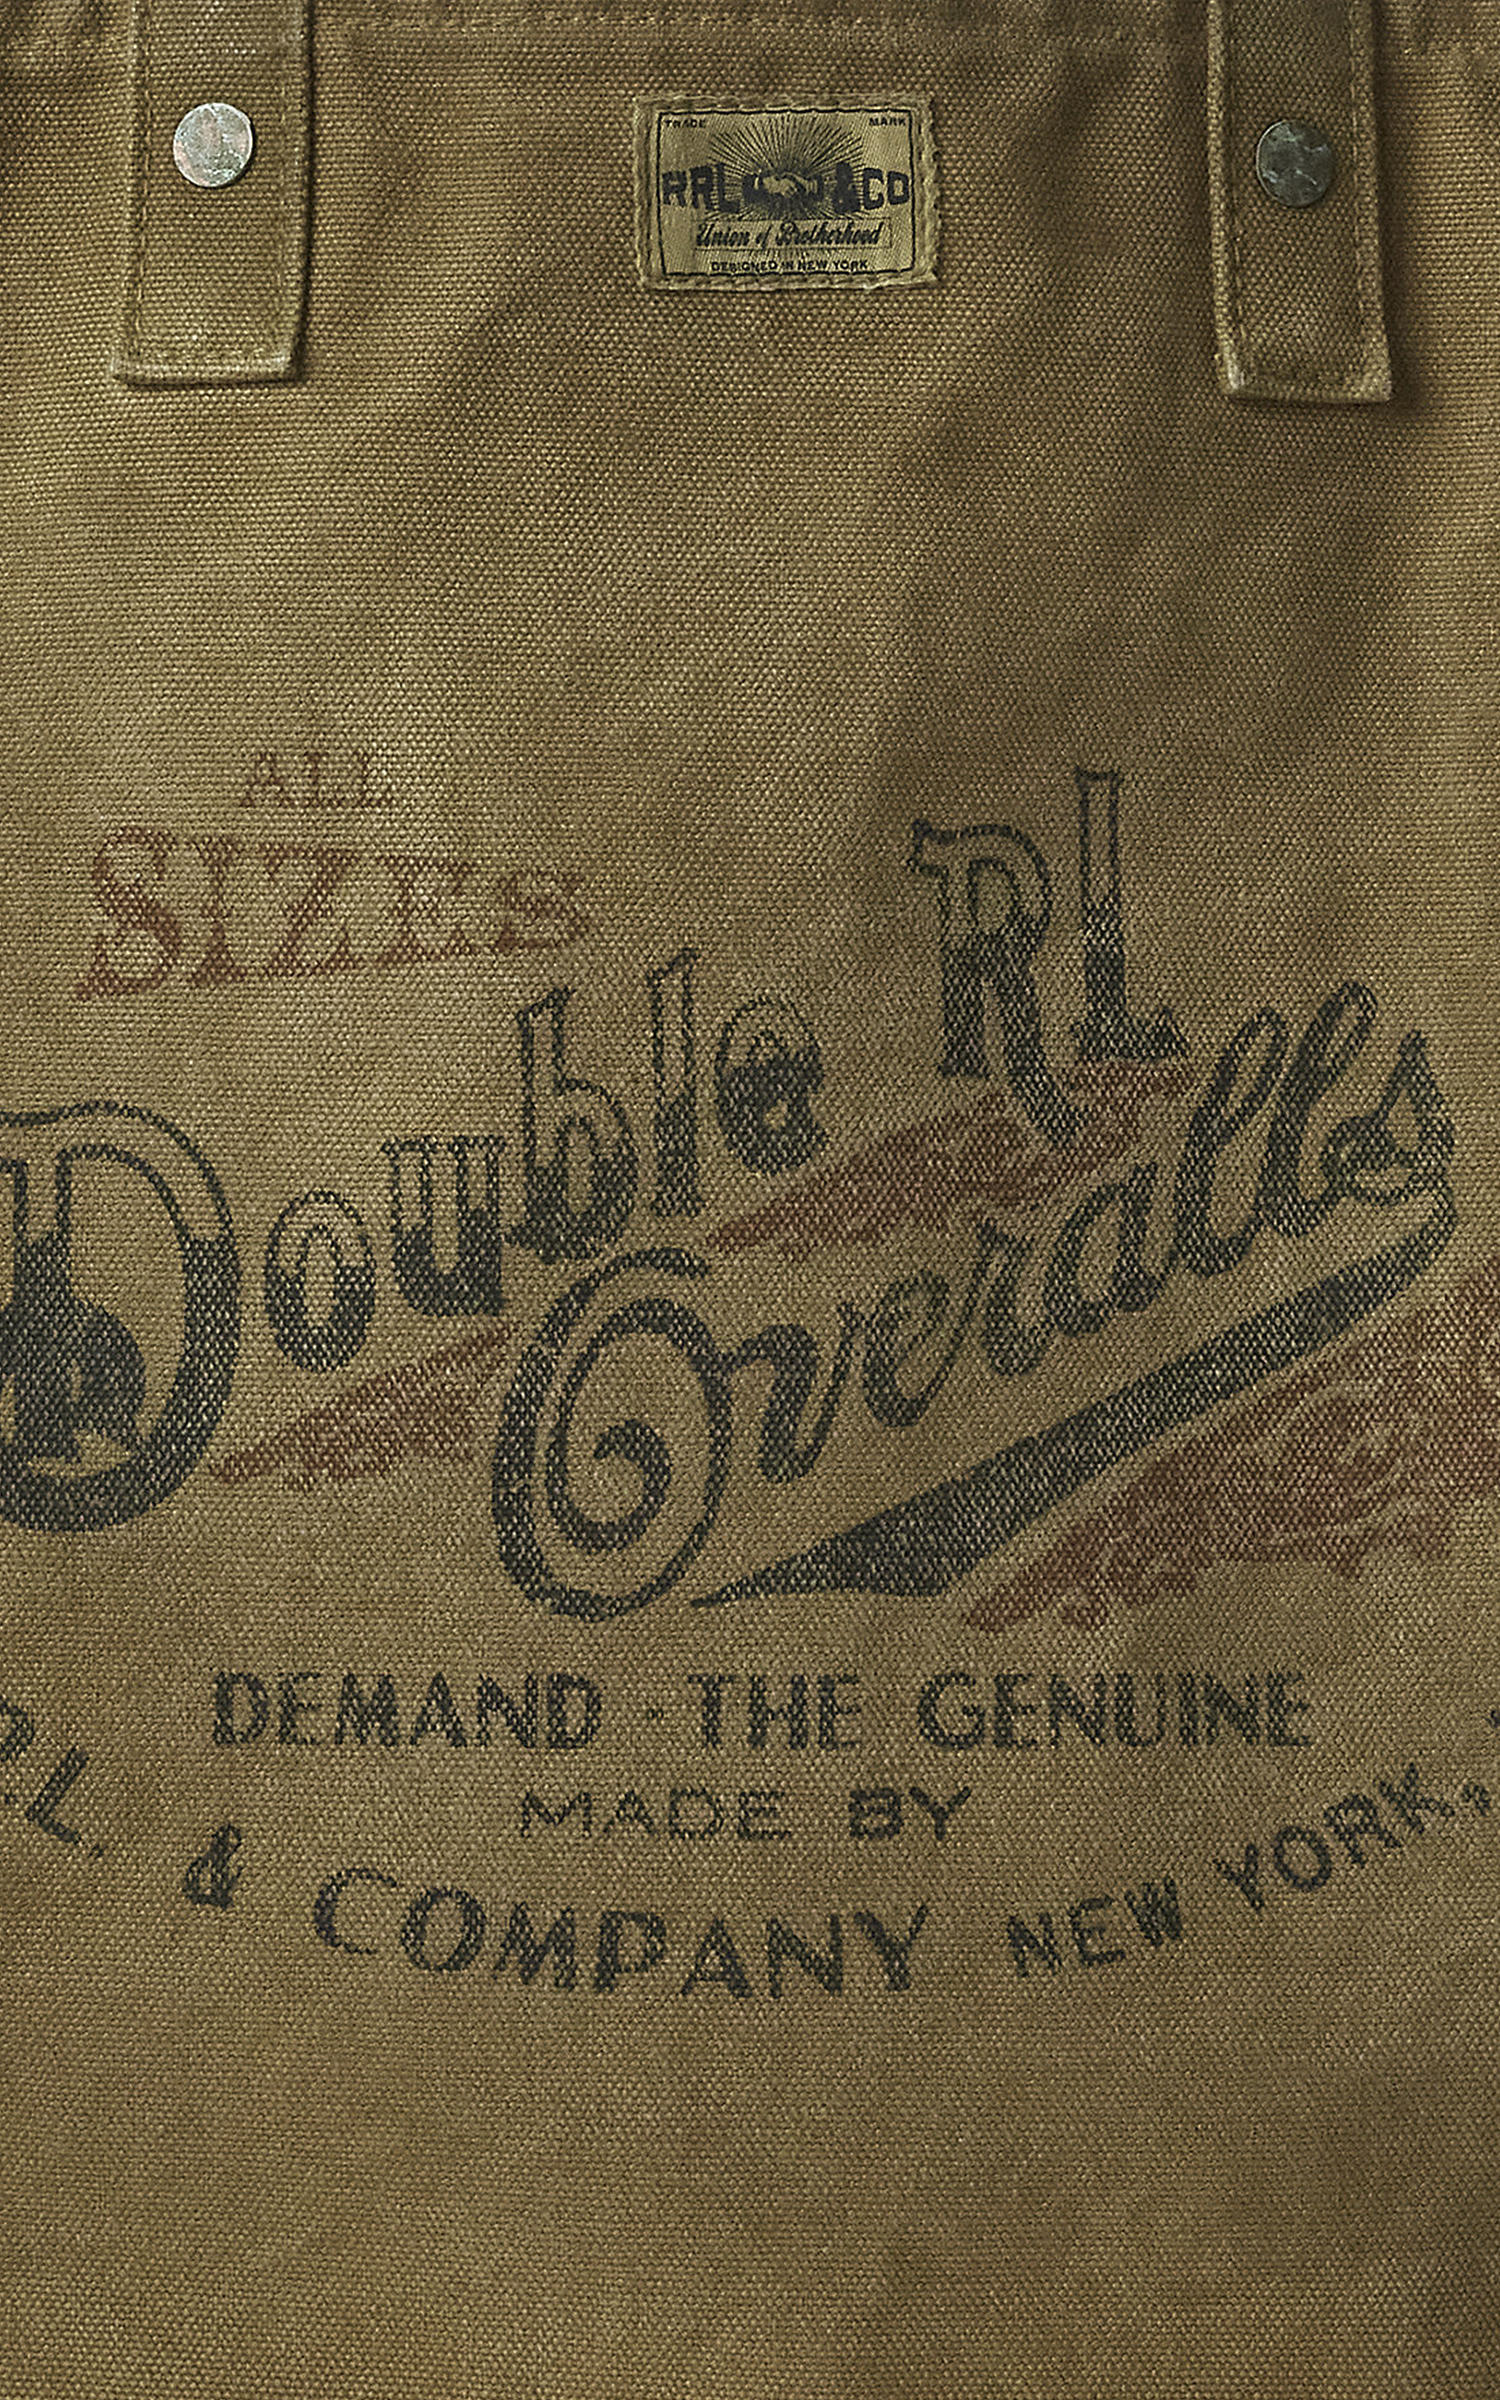 TRADE MARK
RRL &CO
Union of Brotherhood
DESIGNED IN NEW YORK
ALL
SIZES
Double RL
Overalls
DEMAND · THE GENUINE
MADE BY
R.L. & COMPANY NEW YORK,